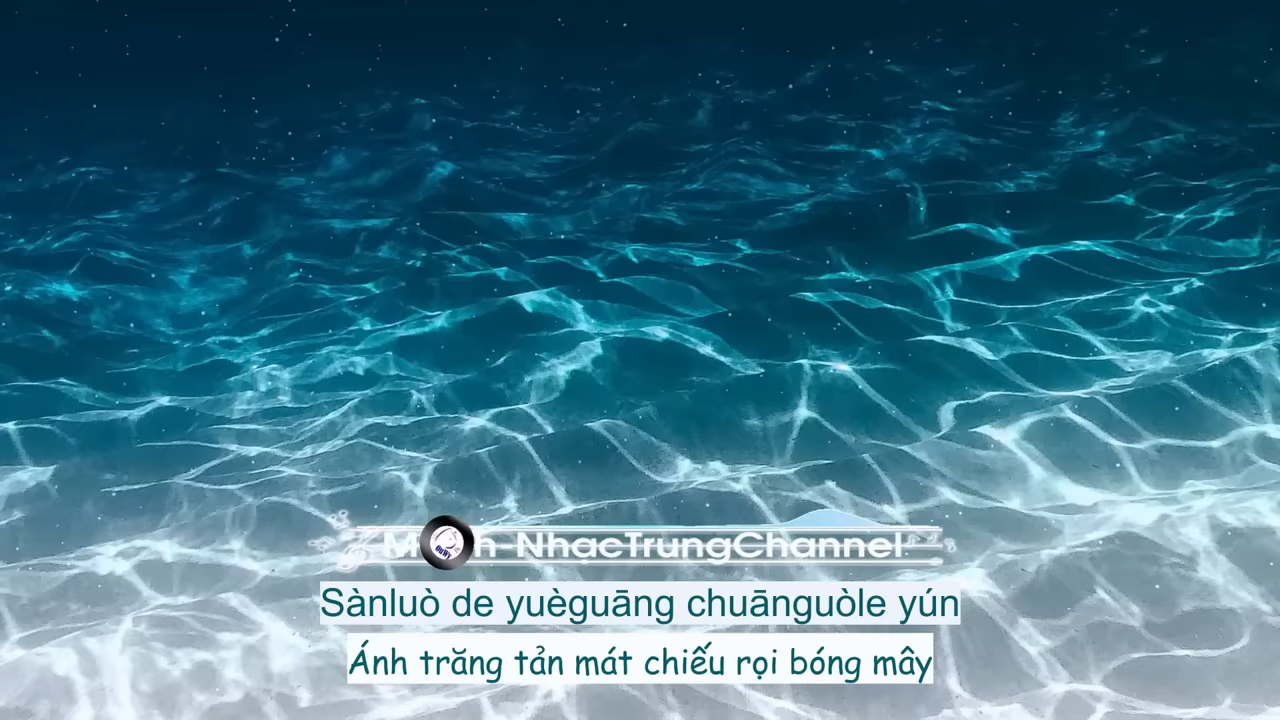 h-NhạcTrungChannel
Sànluò de yuèguāng chuānguòle yún
Ánh trăng tản mát chiếu rọi bóng mây